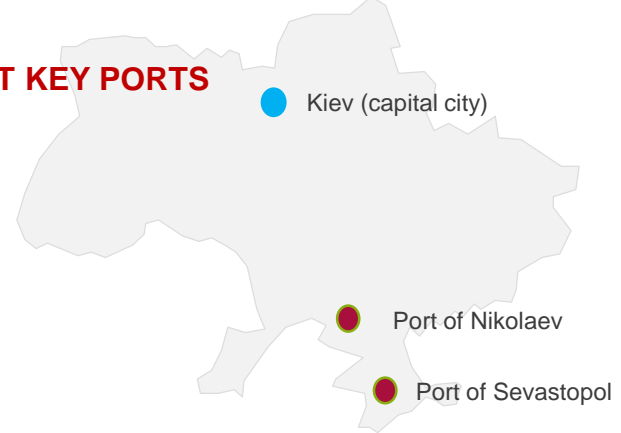 T KEY PORTS
Kiev (capital city)
Port of Nikolaev
Port of Sevastopol